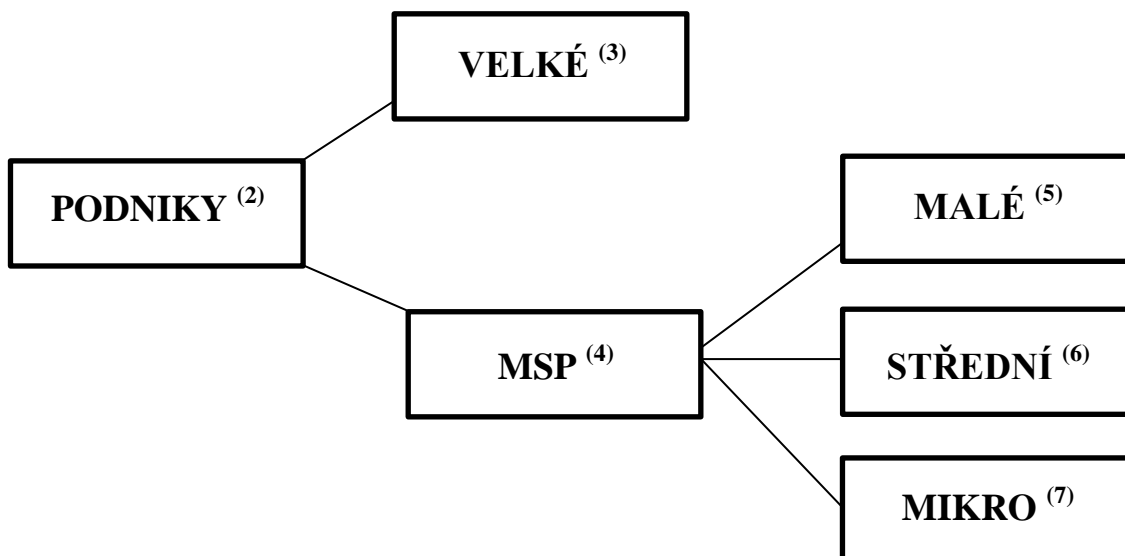 VELKÉ (3)
PODNIKY (2)
MALÉ (5)
MSP (4)
STŘEDNÍ (6)
MIKRO (7)